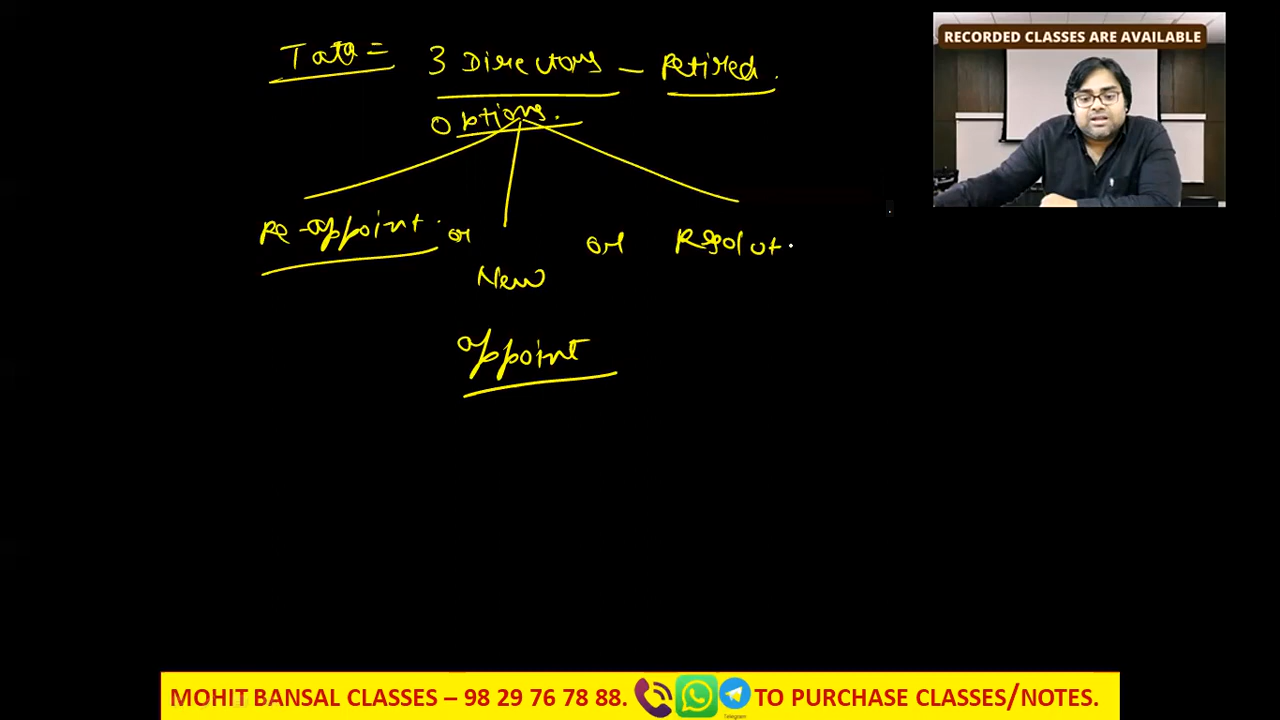 RECORDED CLASSES ARE AVAILABLE
Tata = 3 Directors - Retired.
Options.
Re-appoint. or New or Resolut
appoint
MOHIT BANSAL CLASSES – 98 29 76 78 88. TO PURCHASE CLASSES/NOTES.
Telegram